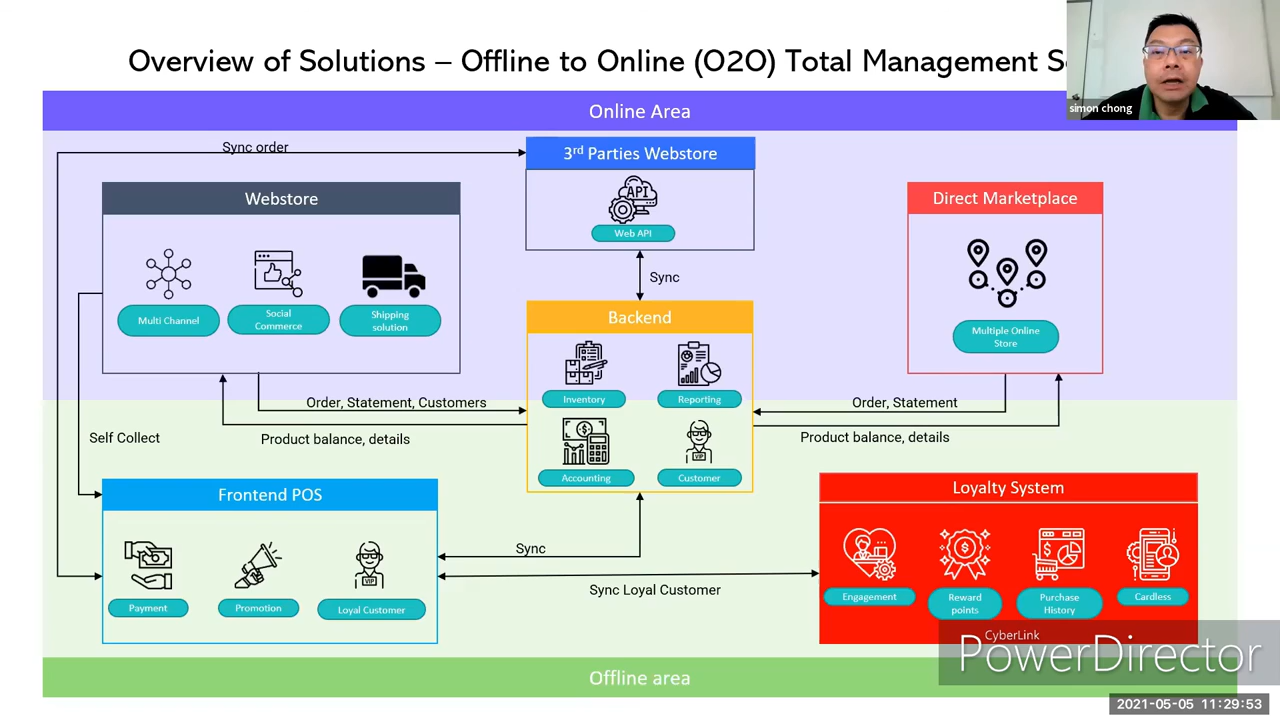 Overview of Solutions – Offline to Online (O2O) Total Management
simon chong
Online Area
Sync order
3rd Parties Webstore
API
Web API
Webstore
Multi Channel
Social
Commerce
Shipping
solution
Direct Marketplace
Multiple Online
Store
Sync
Backend
Inventory
Reporting
Accounting
VIP
Customer
Order, Statement, Customers
Product balance, details
Order, Statement
Product balance, details
Self Collect
Frontend POS
Payment
Promotion
VIP
Loyal Customer
Sync
Sync Loyal Customer
Loyalty System
Engagement
Reward
points
Purchase
History
Cardless
CyberLink
PowerDirector
Offline area
2021-05-05 11:29:53